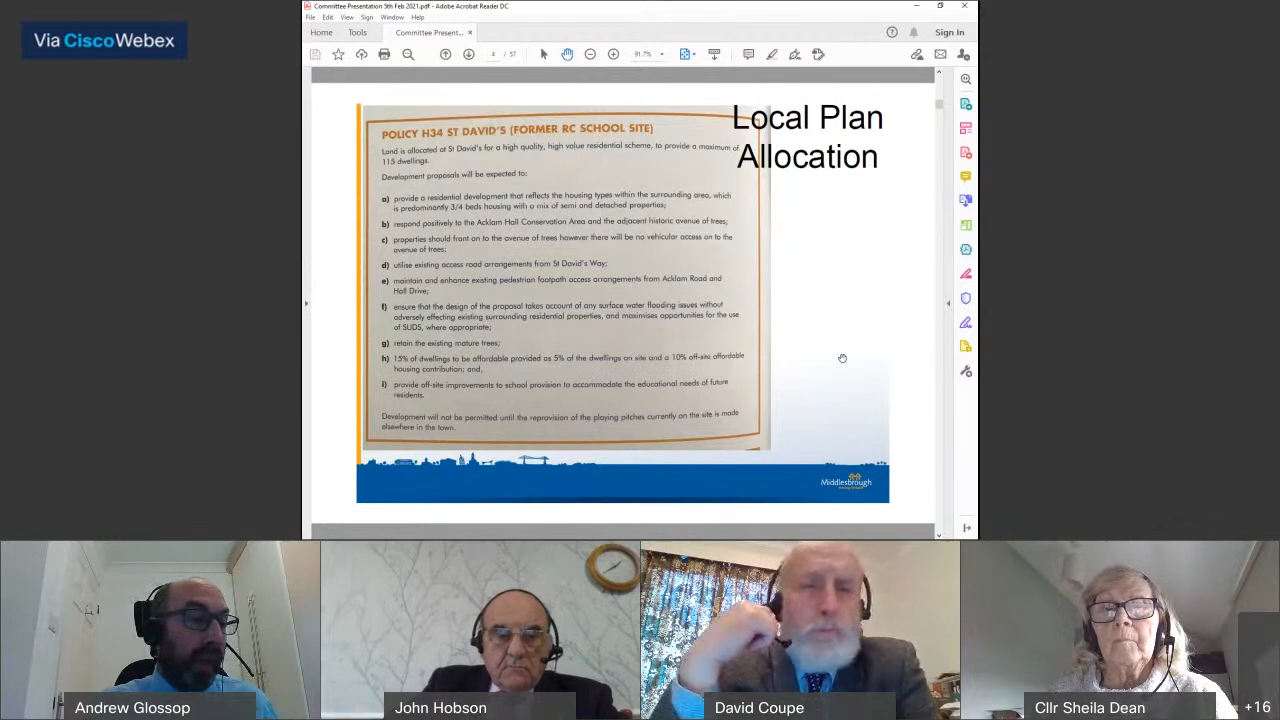 Committee Presentation 5th Feb 2021.pdf - Adobe Acrobat Reader DC
File Edit View Sign Window Help
Home Tools Committee Present... × Sign In
4 / 57 91.7%
Via Cisco Webex
Local Plan
Allocation
POLICY H34 ST DAVID'S (FORMER RC SCHOOL SITE)
Land is allocated at St David's for a high quality, high value residential scheme, to provide a maximum of
115 dwellings.
Development proposals will be expected to:
a) provide a residential development that reflects the housing types within the surrounding area, which
is predominantly 3/4 beds housing with a mix of semi and detached properties;
b) respond positively to the Acklam Hall Conservation Area and the adjacent historic avenue of trees;
c) properties should front on to the avenue of trees however there will be no vehicular access on to the
avenue of trees;
d) utilise existing access road arrangements from St David's Way;
e) maintain and enhance existing pedestrian footpath access arrangements from Acklam Road and
Hall Drive;
f) ensure that the design of the proposal takes account of any surface water flooding issues without
adversely effecting existing surrounding residential properties, and maximises opportunities for the use
of SUDS, where appropriate;
g) retain the existing mature trees;
h) 15% of dwellings to be affordable provided as 5% of the dwellings on site and a 10% off-site affordable
housing contribution; and,
i) provide off-site improvements to school provision to accommodate the educational needs of future
residents.
Development will not be permitted until the reprovision of the playing pitches currently on the site is made
elsewhere in the town.
Middlesbrough
Andrew Glossop
John Hobson
David Coupe
Cllr Sheila Dean
+16